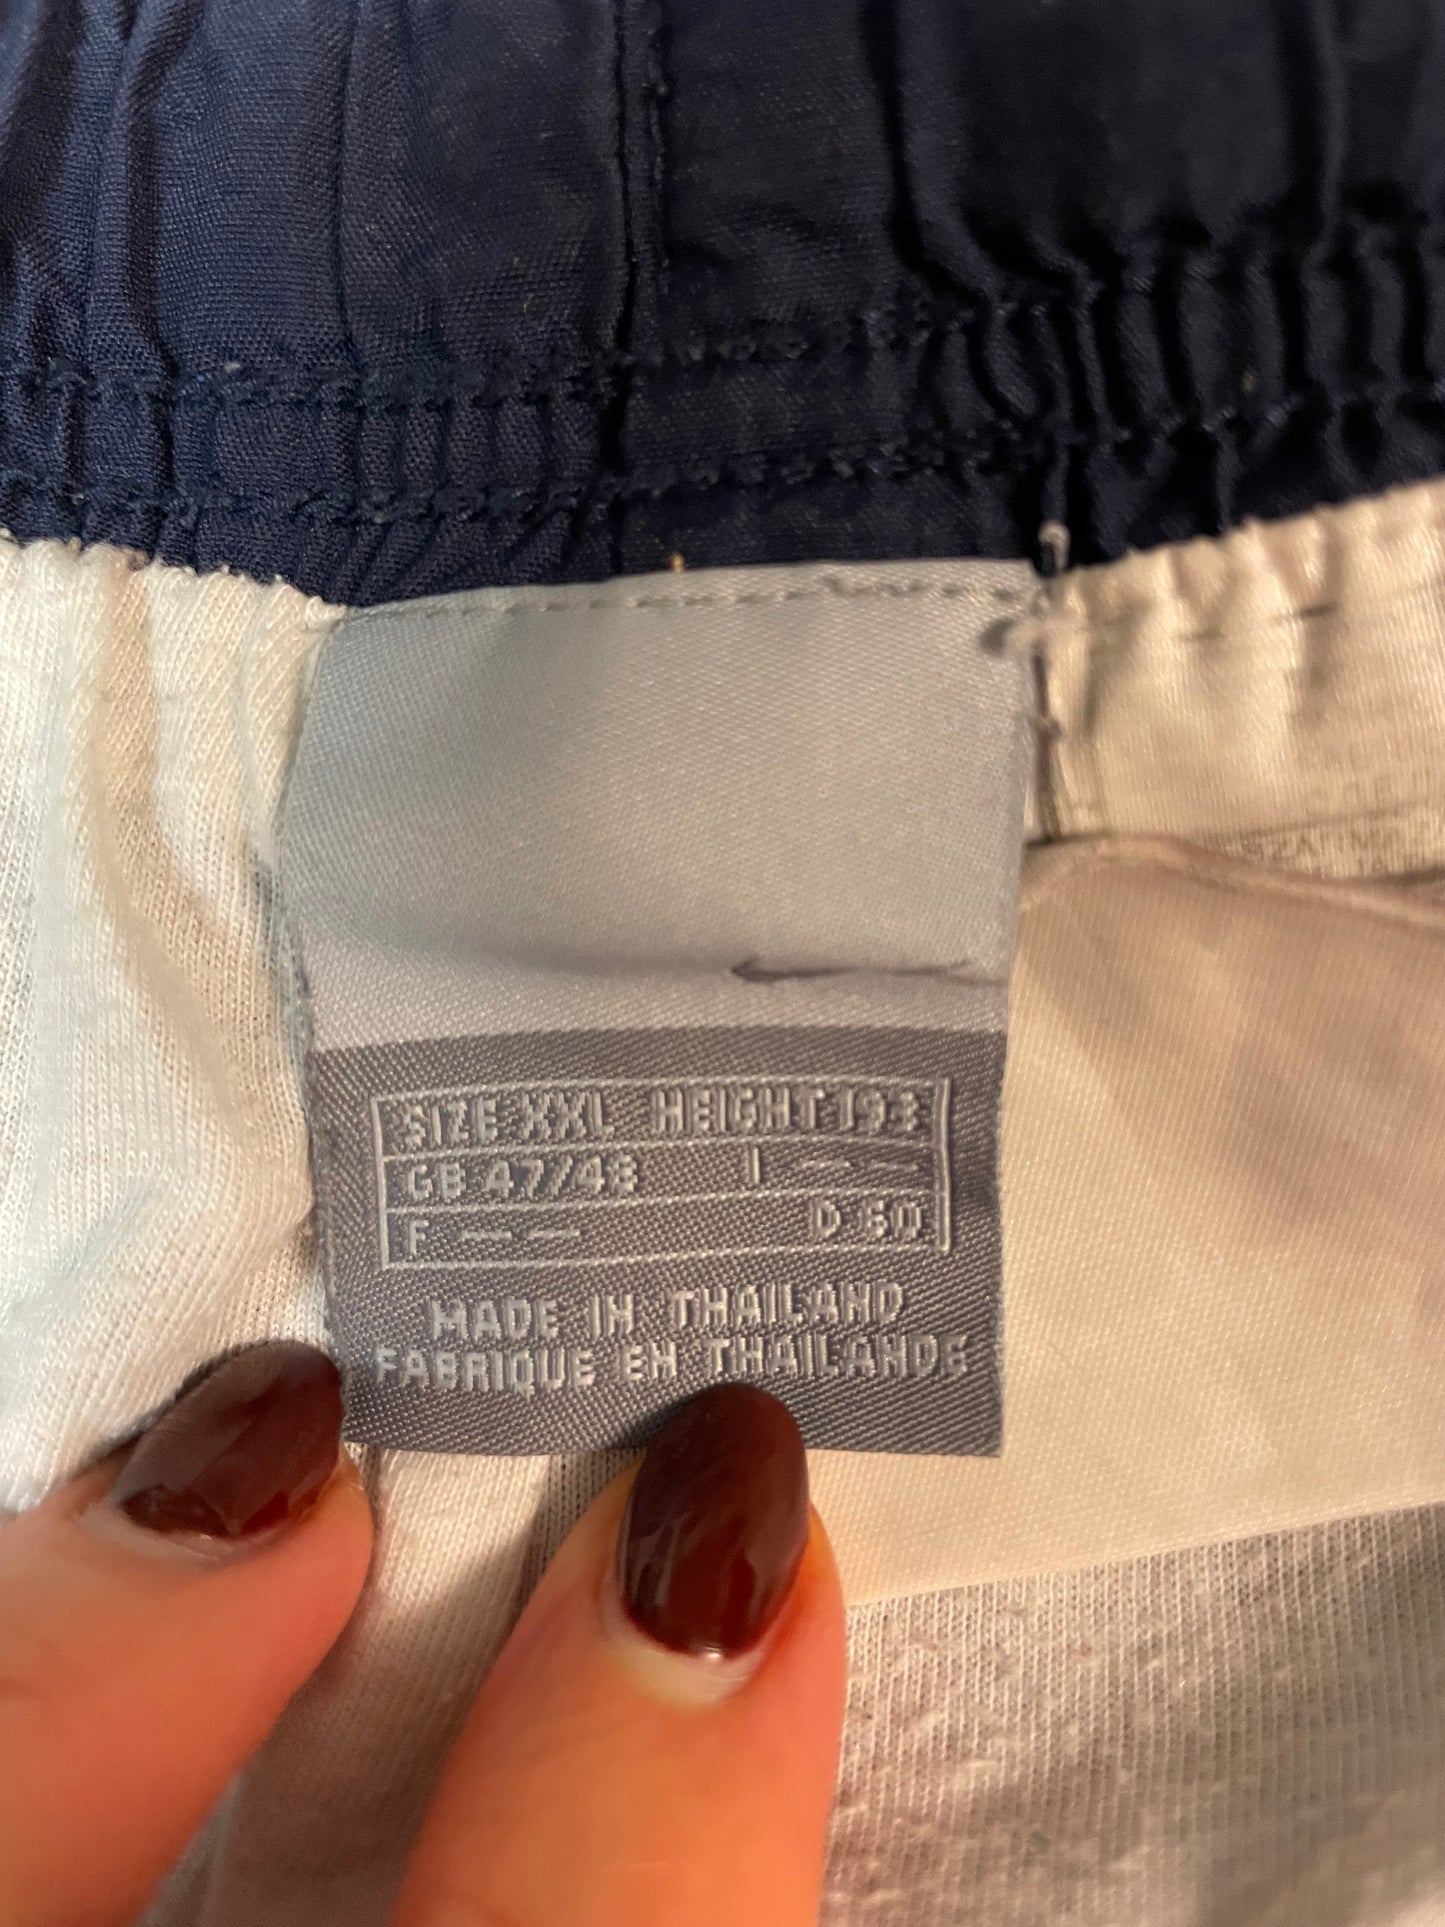 SIZE XXL HEIGHT 193
GB 47/48 I — —
F — — D 60
MADE IN THAILAND
FABRIQUE EN THAILANDE